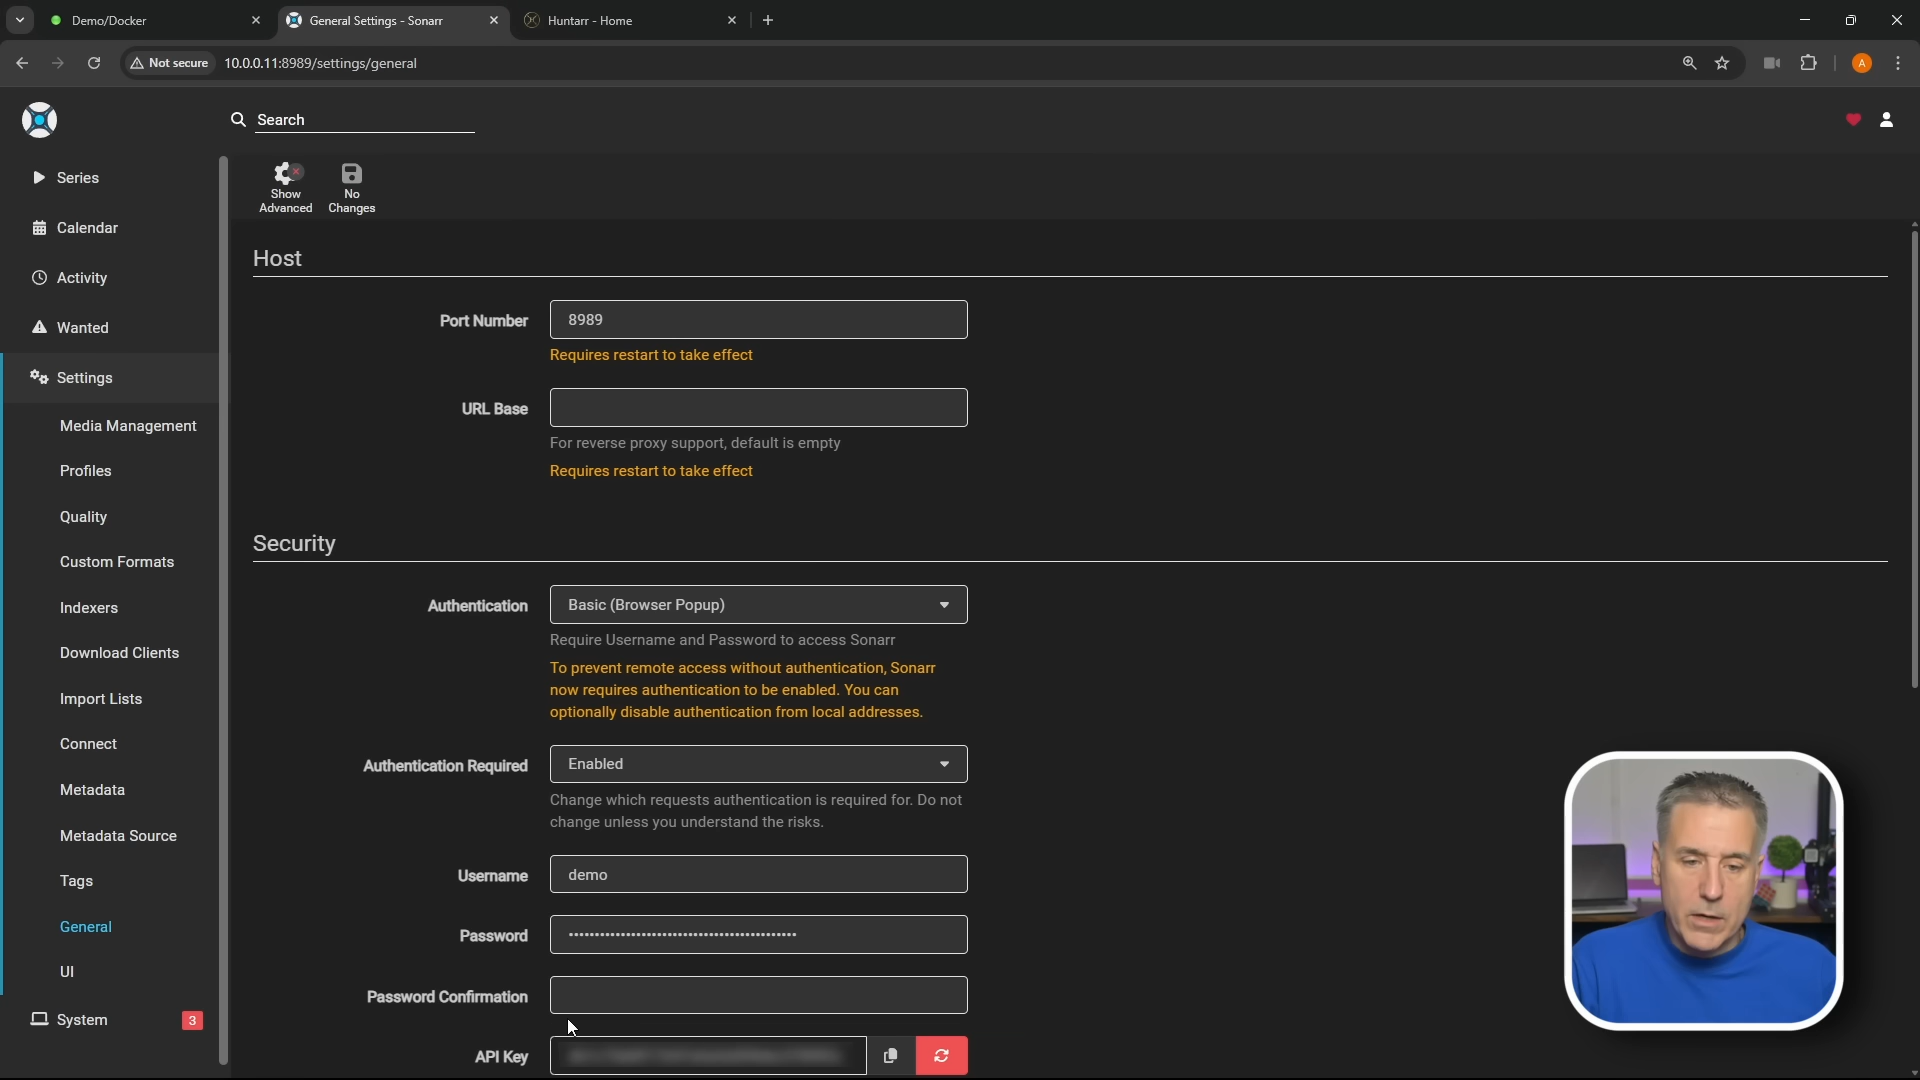 Demo/Docker
General Settings - Sonarr
Huntarr - Home
Not secure
10.0.0.11:8989/settings/general
A
Search
Series
Calendar
Activity
Wanted
Settings
Media Management
Profiles
Quality
Custom Formats
Indexers
Download Clients
Import Lists
Connect
Metadata
Metadata Source
Tags
General
UI
System
3
Show
Advanced
No
Changes
Host
Port Number
8989
Requires restart to take effect
URL Base
For reverse proxy support, default is empty
Requires restart to take effect
Security
Authentication
Basic (Browser Popup)
Require Username and Password to access Sonarr
To prevent remote access without authentication, Sonarr
now requires authentication to be enabled. You can
optionally disable authentication from local addresses.
Authentication Required
Enabled
Change which requests authentication is required for. Do not
change unless you understand the risks.
Username
demo
Password
Password Confirmation
API Key